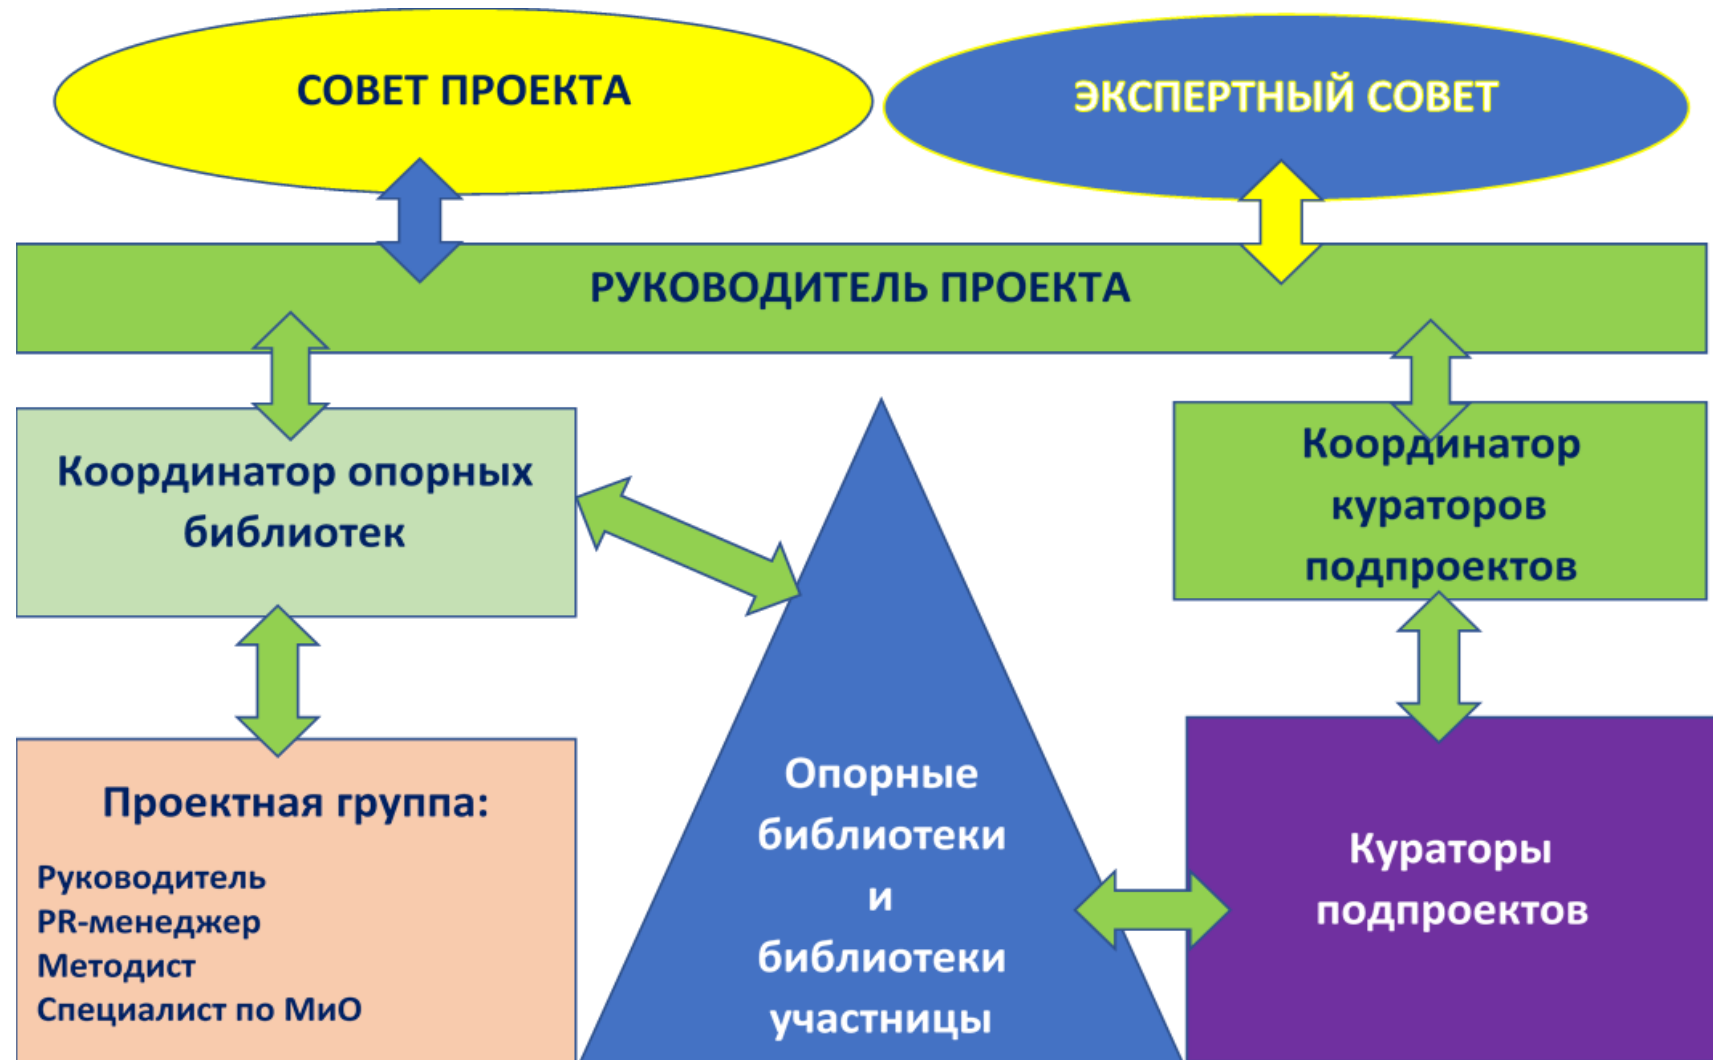 СОВЕТ ПРОЕКТА
ЭКСПЕРТНЫЙ СОВЕТ
РУКОВОДИТЕЛЬ ПРОЕКТА
Координатор опорных
библиотек
Координатор
кураторов
подпроектов
Проектная группа:
Руководитель
PR-менеджер
Методист
Специалист по МиО
Опорные
библиотеки
и
библиотеки
участницы
Кураторы
подпроектов